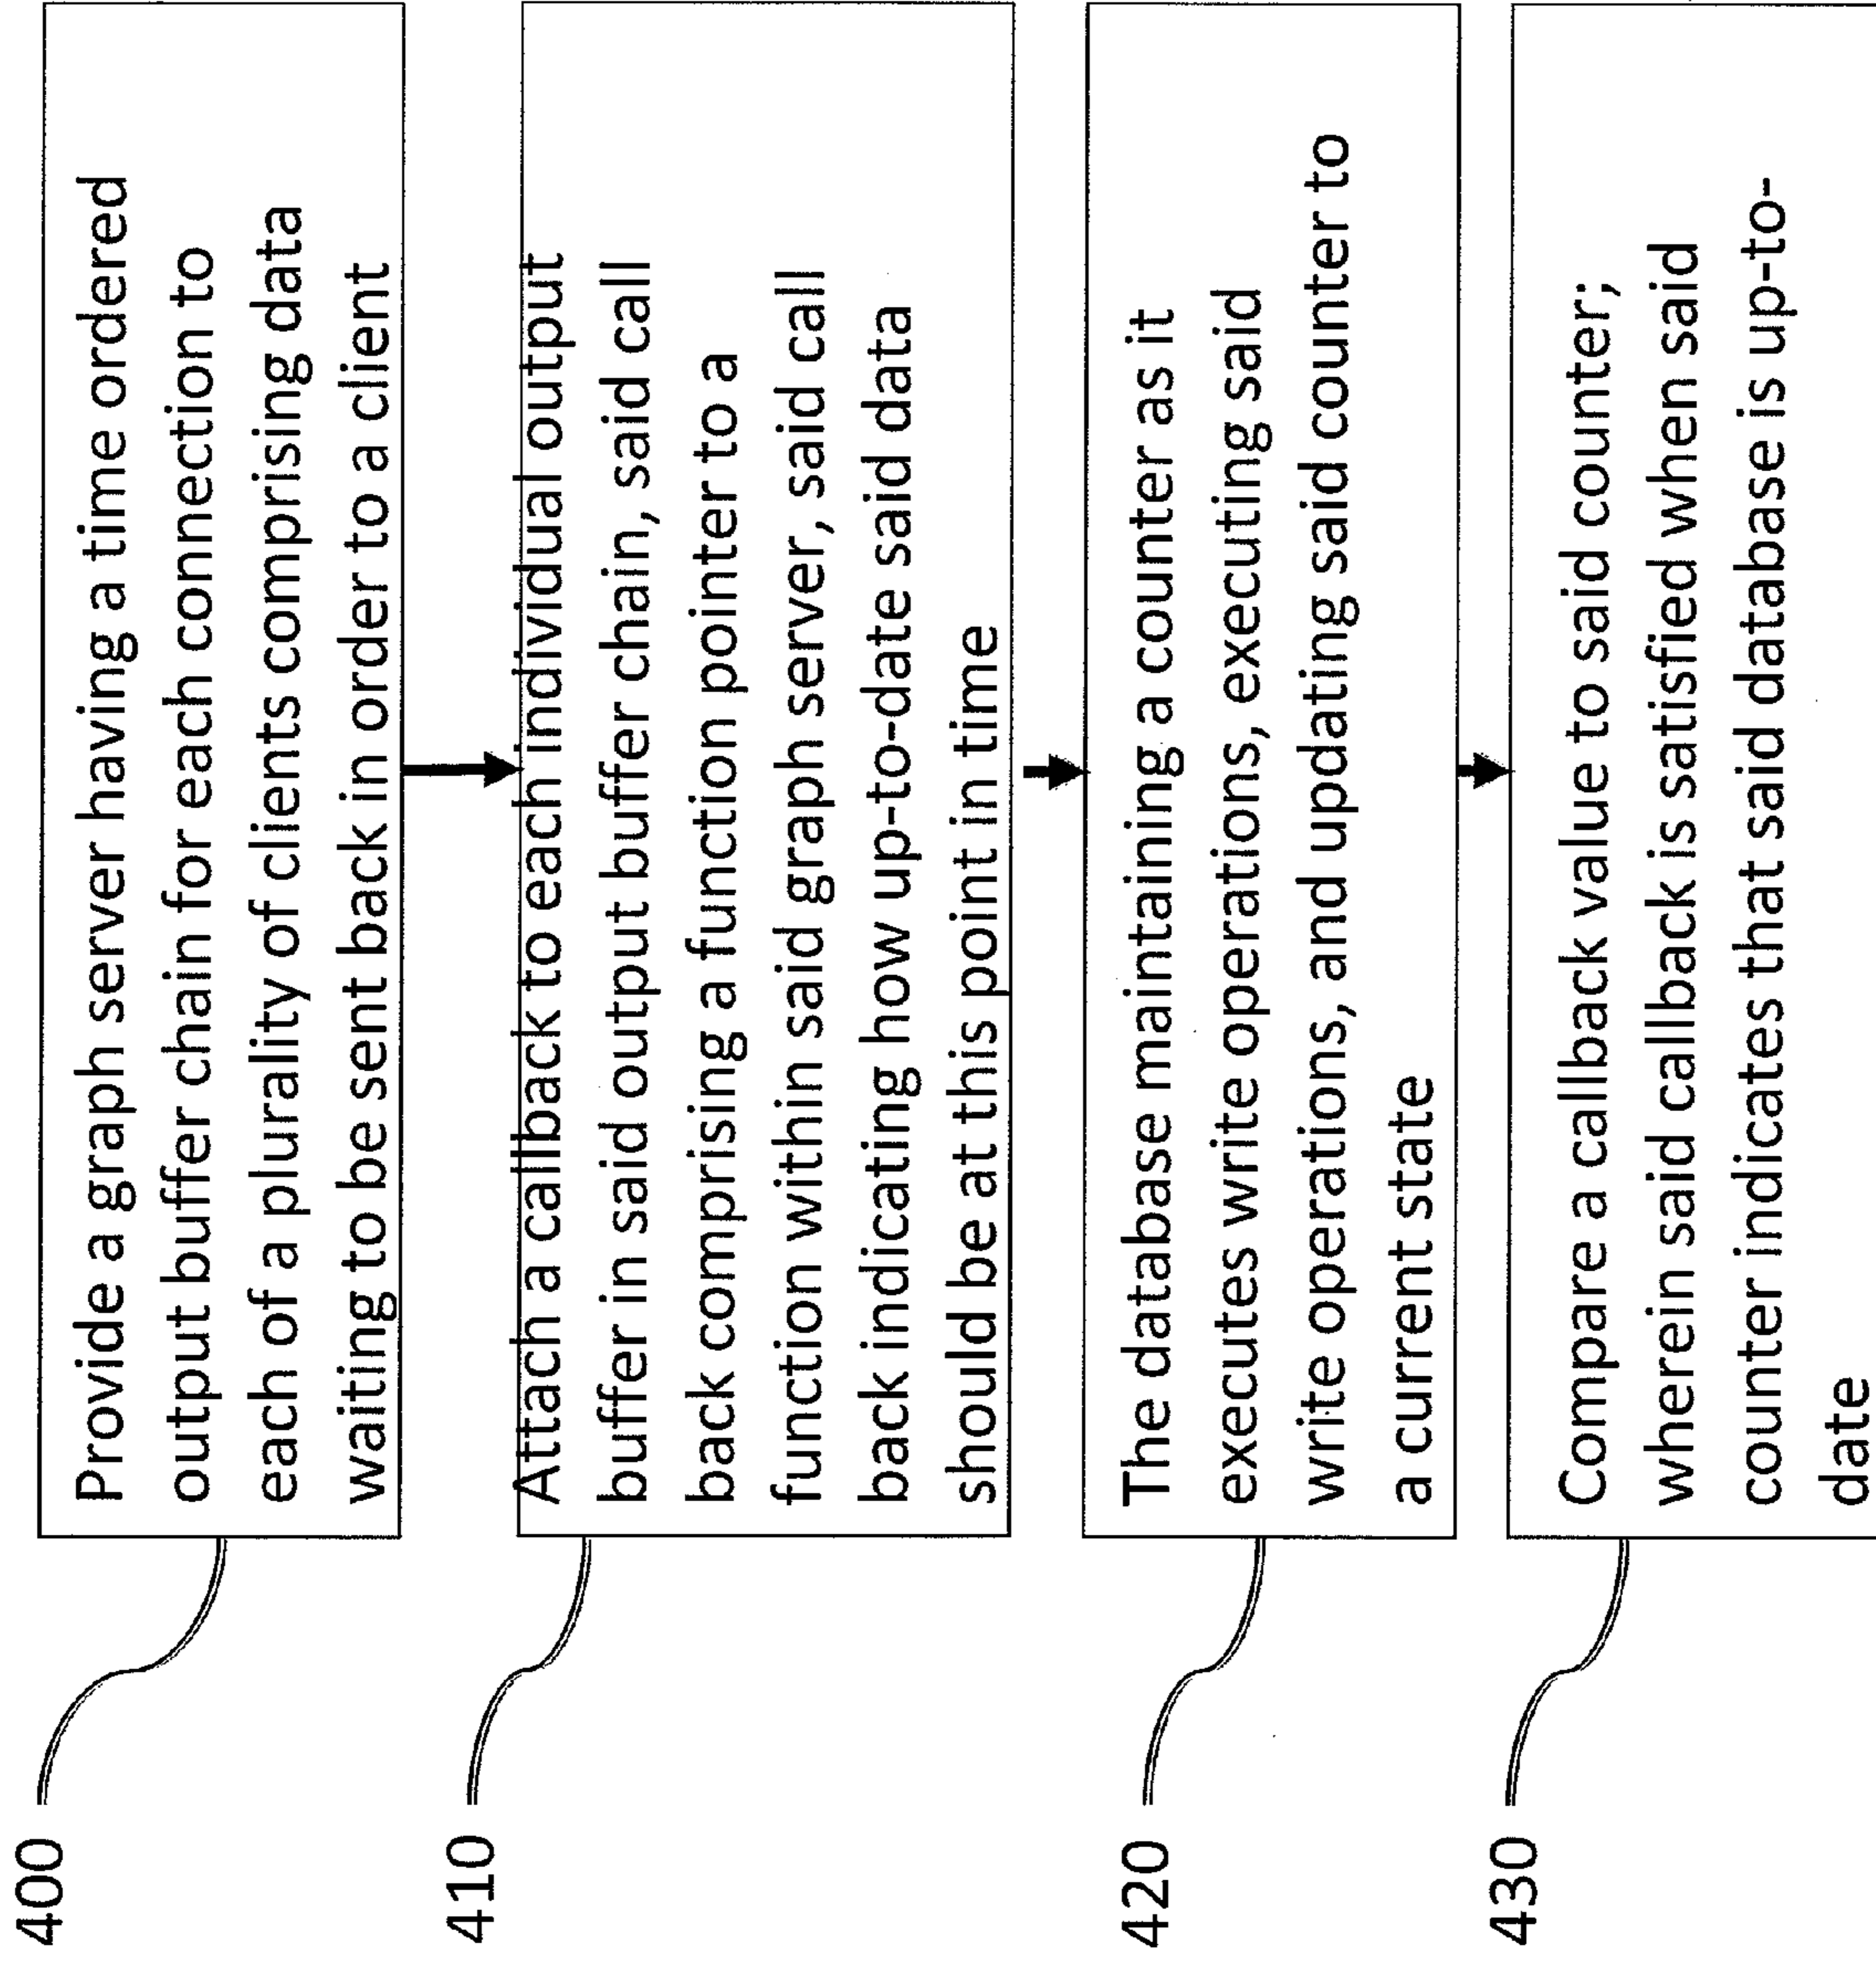 400
Provide a graph server having a time ordered
output buffer chain for each connection to
each of a plurality of clients comprising data
waiting to be sent back in order to a client
410
Attach a callback to each individual output
buffer in said output buffer chain, said call
back comprising a function pointer to a
function within said graph server, said call
back indicating how up-to-date said data
should be at this point in time
420
The database maintaining a counter as it
executes write operations, executing said
write operations, and updating said counter to
a current state
430
Compare a callback value to said counter;
wherein said callback is satisfied when said
counter indicates that said database is up-to-
date